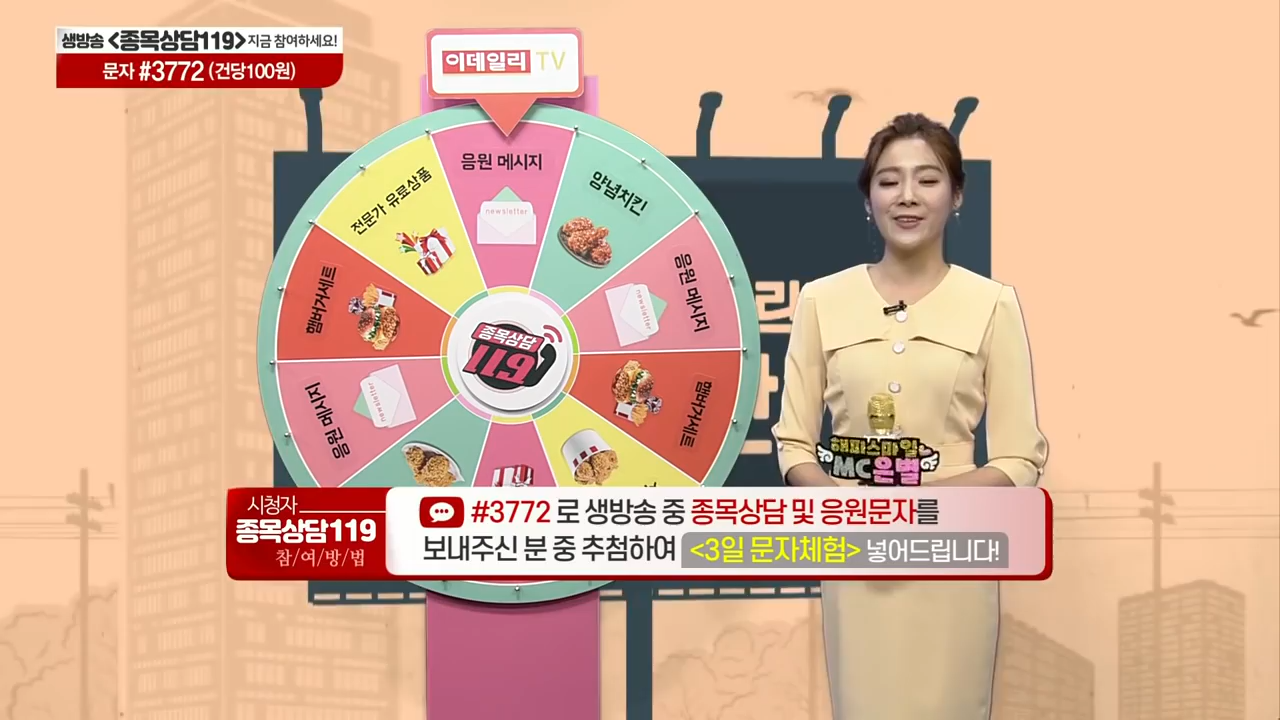 생방송 <종목상담119> 지금 참여하세요!
문자 #3772 (건당100원)
이데일리 TV
응원 메시지
newsletter
양념치킨
응원 메시지
newsletter
햄버거세트
전문가 유료상품
햄버거세트
응원 메시지
newsletter
종목상담
119
해피스마일
MC은별
시청자
종목상담119
참/여/방/법
#3772 로 생방송 중 종목상담 및 응원문자를
보내주신 분 중 추첨하여 <3일 문자체험> 넣어드립니다!